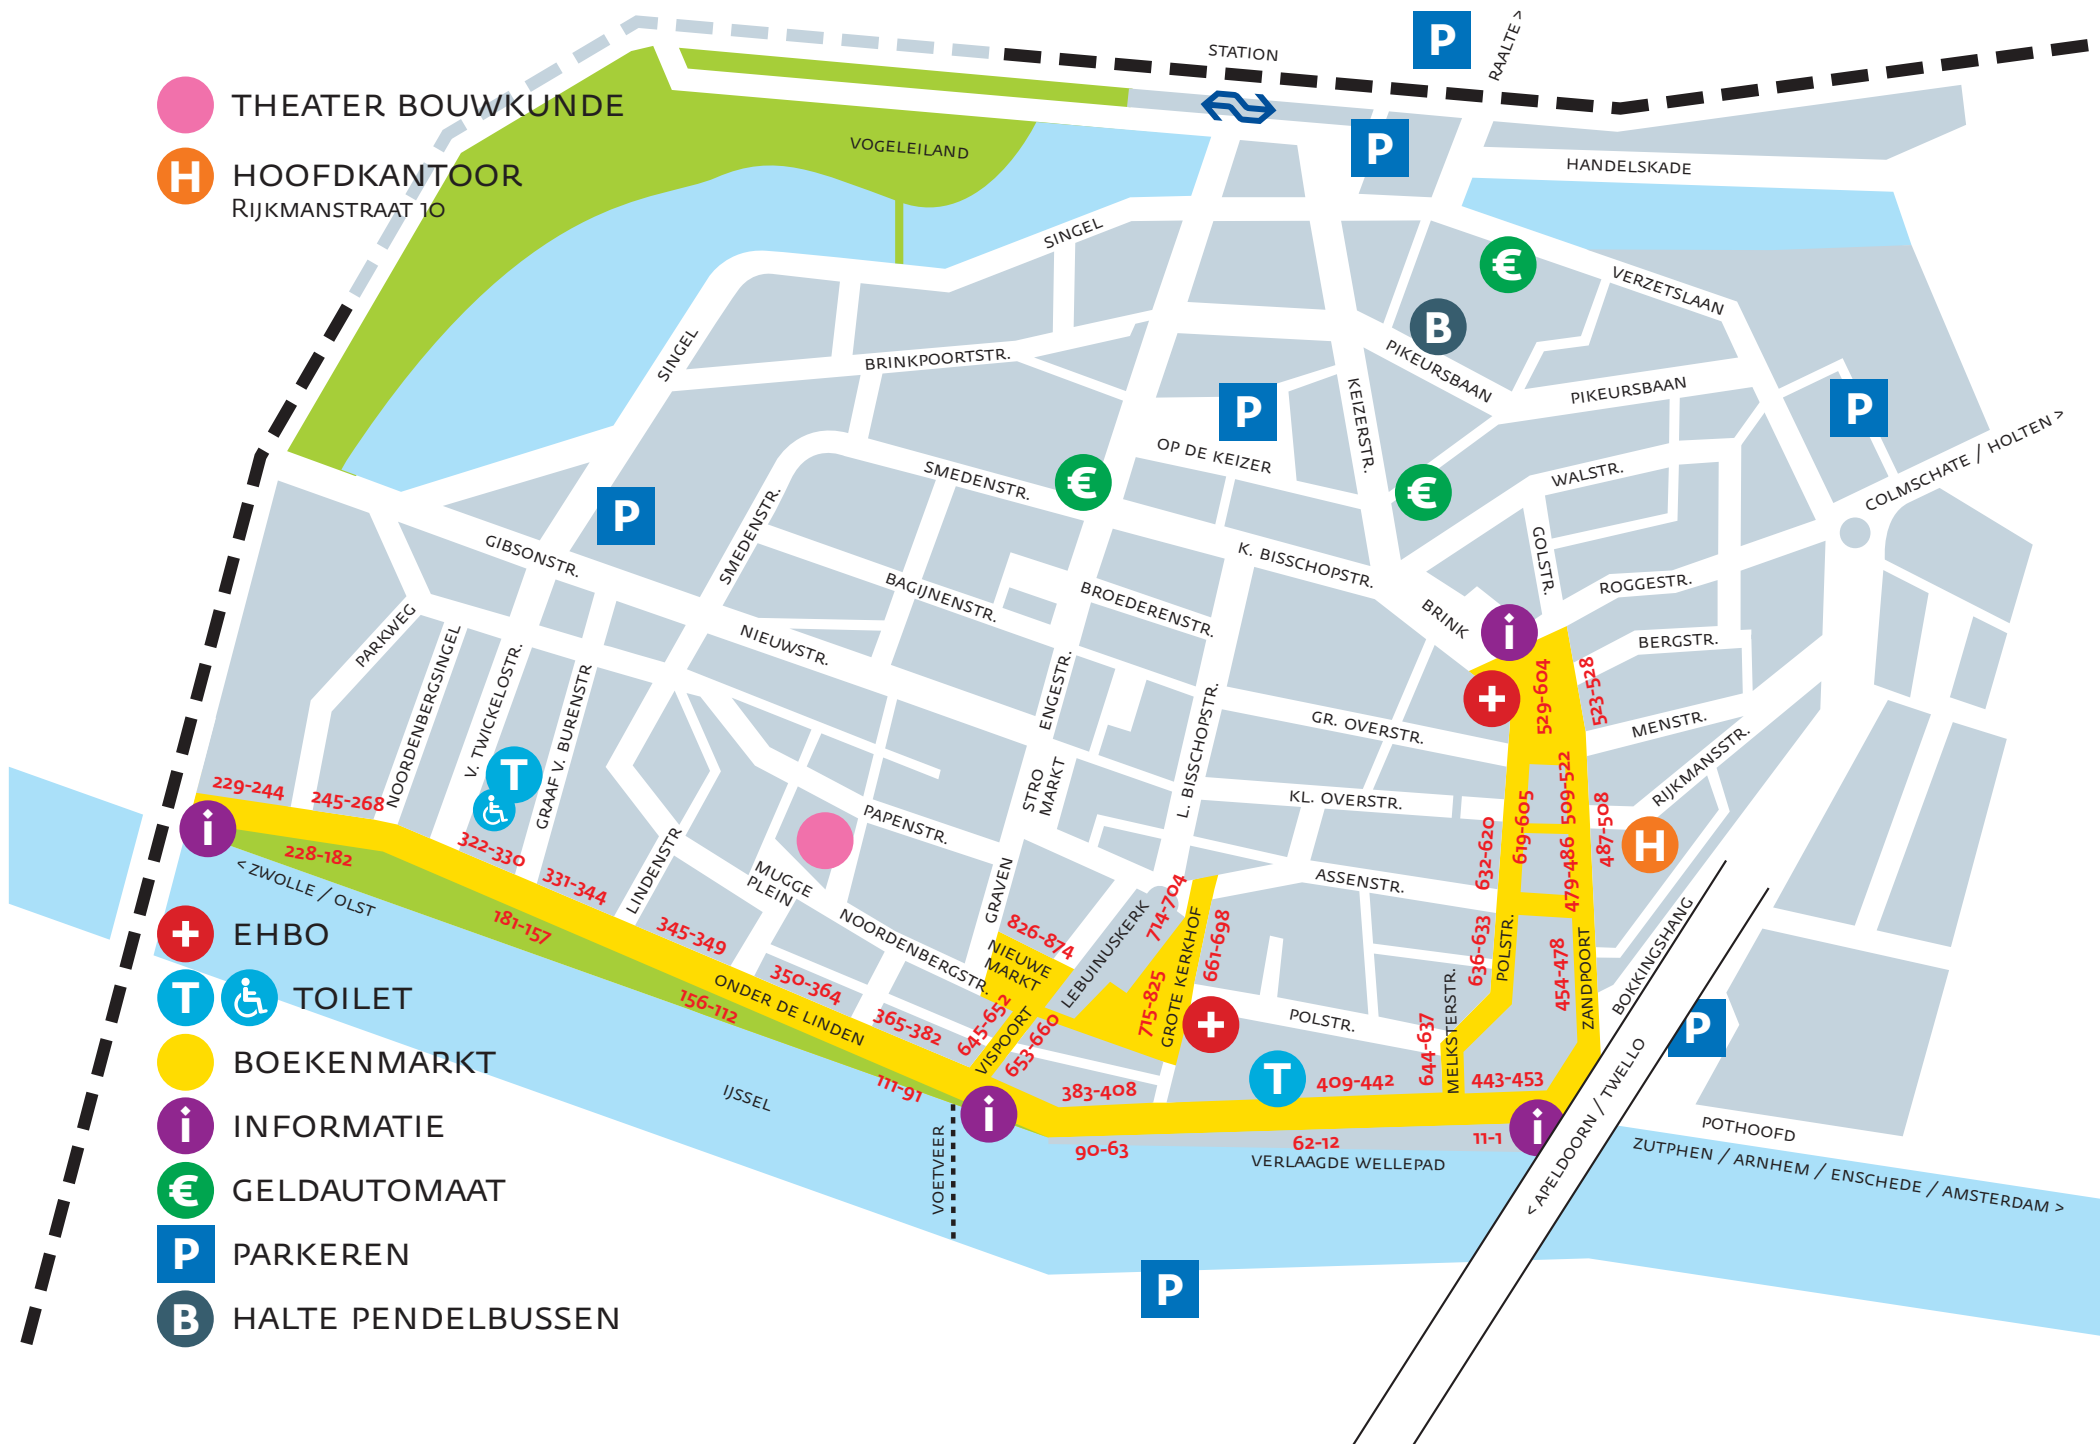 STATION
P
RAALTE >
THEATER BOUWKUNDE
H
HOOFDKANTOOR
RIJKMANSTRAAT 10
VOGELEILAND
P
HANDELSKADE
SINGEL
€
VERZETSLAAN
B
SINGEL
BRINKPOORTSTR.
PIKEURSBAAN
PIKEURSBAAN
KEIZERSTR.
P
P
OP DE KEIZER
COLMSCHATE / HOLTEN >
SMEDENSTR.
€
€
WALSTR.
P
SMEDENSTR.
GIBSONSTR.
GOLSTR.
K. BISSCHOPSTR.
ROGGESTR.
BAGIJNENSTR.
BROEDERENSTR.
BRINK
i
PARKWEG
NIEUWSTR.
BERGSTR.
NOORDENBERGSINGEL
V. TWICKELOSTR.
GRAAF V. BURENSTR
ENGESTR.
L. BISSCHOPSTR.
529-604
523-528
+
GR. OVERSTR.
MENSTR.
RIJKMANSSTR.
T
STRO
MARKT
229-244
245-268
KL. OVERSTR.
509-522
619-605
632-620
487-508
i
322-330
228-182
< ZWOLLE / OLST
331-344
LINDENSTR
PAPENSTR.
MUGGE
PLEIN
H
479-486
ASSENSTR.
GRAVEN
714-704
181-157
345-349
NOORDENBERGSTR.
826-874
NIEUWE
MARKT
LEBUINUSKERK
GROTE KERKHOF
661-698
636-633
POLSTR.
454-478
ZANDPOORT
BOKKINGSHANG
+
EHBO
T
TOILET
156-112
ONDER DE LINDEN
350-364
365-382
645-652
VISPOORT
653-660
715-825
+
POLSTR.
MELKSTERSTR.
644-637
P
BOEKENMARKT
111-91
IJSSEL
i
383-408
T
409-442
443-453
i
INFORMATIE
VOETVEER
90-63
62-12
11-1
VERLAAGDE WELLEPAD
< APELDOORN / TWELLO
POTHOOFD
ZUTPHEN / ARNHEM / ENSCHEDE / AMSTERDAM >
i
€
GELDAUTOMAAT
P
PARKEREN
P
B
HALTE PENDELBUSSEN